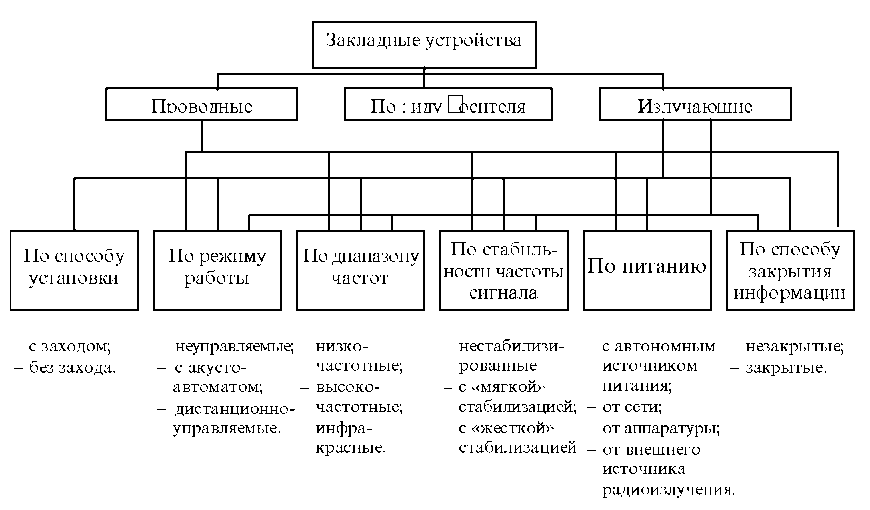 Закладные устройства
Проводные
По
Излучающие
По способу
установки
По режиму
работы
По диапазону
частот
По стабиль-
ности частоты
сигнала
По питанию
По способу
закрытия
информации
с заходом;
– без захода.
неуправляемые;
– с акусто-
автоматом;
– дистанционно-
управляемые.
низко-
частотные;
– высоко-
частотные;
инфра-
красные.
нестабилизи-
рованные
– с «мягкой»
стабилизацией;
с «жесткой»
стабилизацией
с автономным
источником
питания;
– от сети;
от аппаратуры;
– от внешнего
источника
радиоизлучения.
незакрытые;
– закрытые.